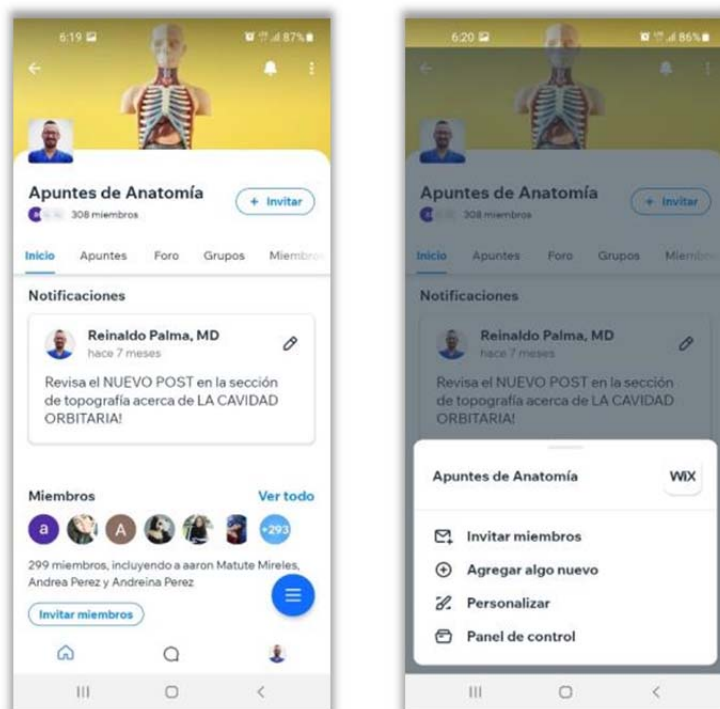 6:19
87%
Apuntes de Anatomía
+ Invitar
308 miembros
Inicio Apuntes Foro Grupos Miembros
Notificaciones
Reinaldo Palma, MD
hace 7 meses
Revisa el NUEVO POST en la sección
de topografía acerca de LA CAVIDAD
ORBITARIA!
Miembros Ver todo
a A +293
299 miembros, incluyendo a aaron Matute Mireles,
Andrea Perez y Andreina Perez
Invitar miembros
6:20
86%
Apuntes de Anatomía
+ Invitar
308 miembros
Inicio Apuntes Foro Grupos Miembros
Notificaciones
Reinaldo Palma, MD
hace 7 meses
Revisa el NUEVO POST en la sección
de topografía acerca de LA CAVIDAD
ORBITARIA!
Apuntes de Anatomía WiX
Invitar miembros
Agregar algo nuevo
Personalizar
Panel de control